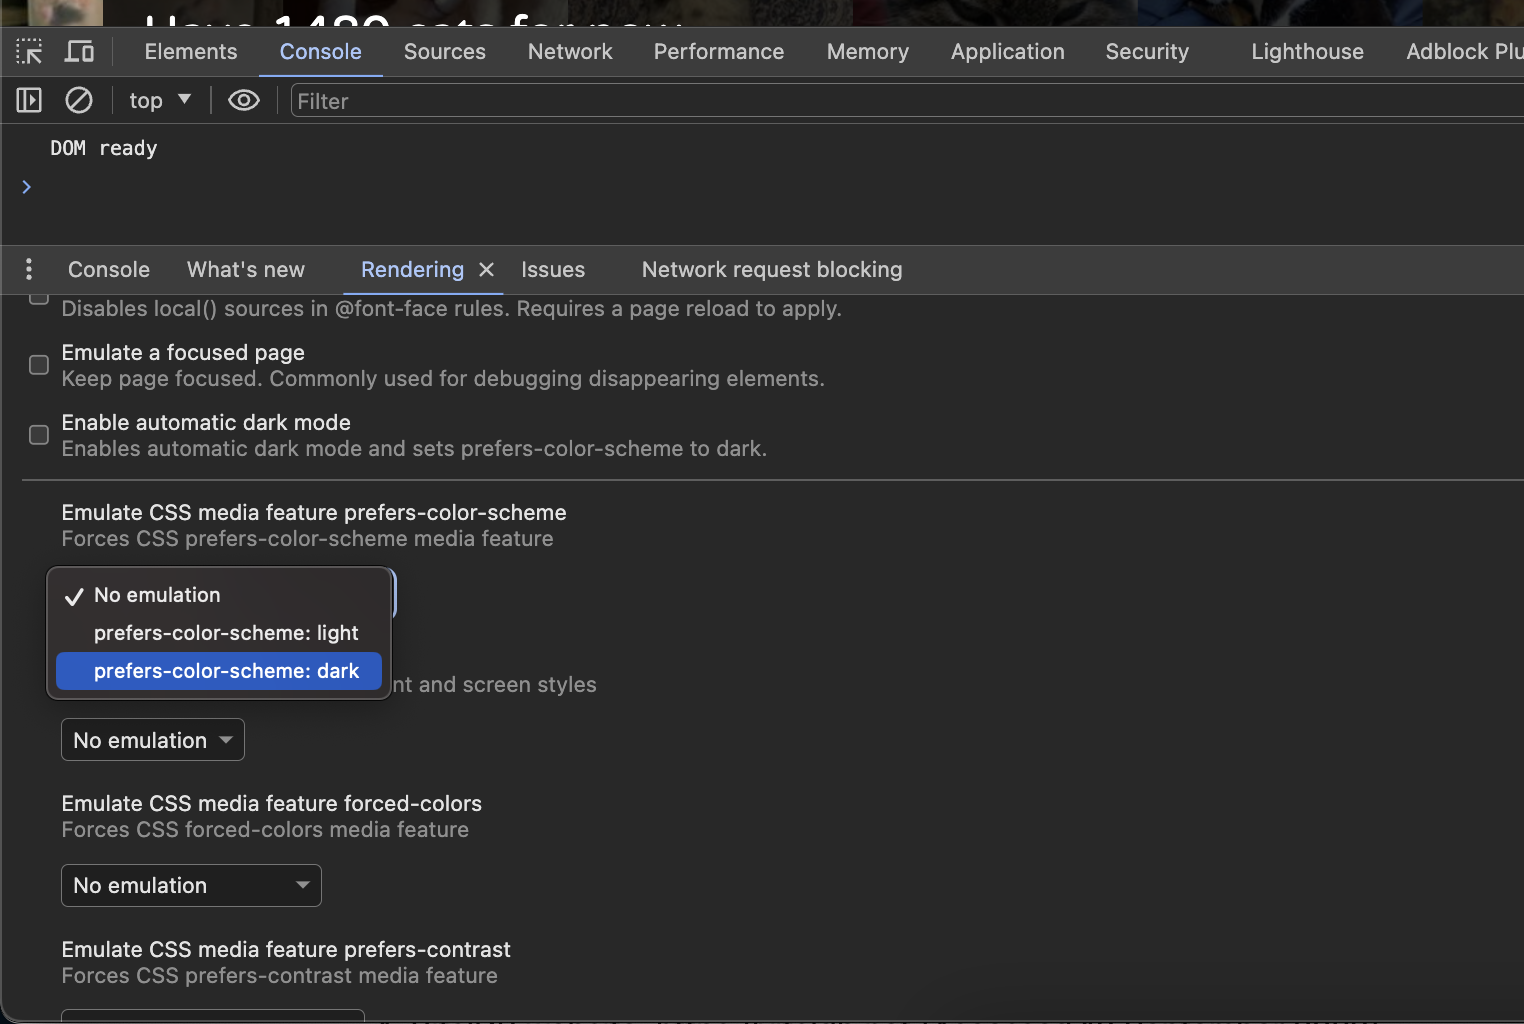 Have 1480 cats for now
Elements Console Sources Network Performance Memory Application Security Lighthouse Adblock Plu
top Filter
DOM ready
Console What's new Rendering Issues Network request blocking
Disables local() sources in @font-face rules. Requires a page reload to apply.
Emulate a focused page
Keep page focused. Commonly used for debugging disappearing elements.
Enable automatic dark mode
Enables automatic dark mode and sets prefers-color-scheme to dark.
Emulate CSS media feature prefers-color-scheme
Forces CSS prefers-color-scheme media feature
No emulation
prefers-color-scheme: light
prefers-color-scheme: dark
nt and screen styles
No emulation
Emulate CSS media feature forced-colors
Forces CSS forced-colors media feature
No emulation
Emulate CSS media feature prefers-contrast
Forces CSS prefers-contrast media feature